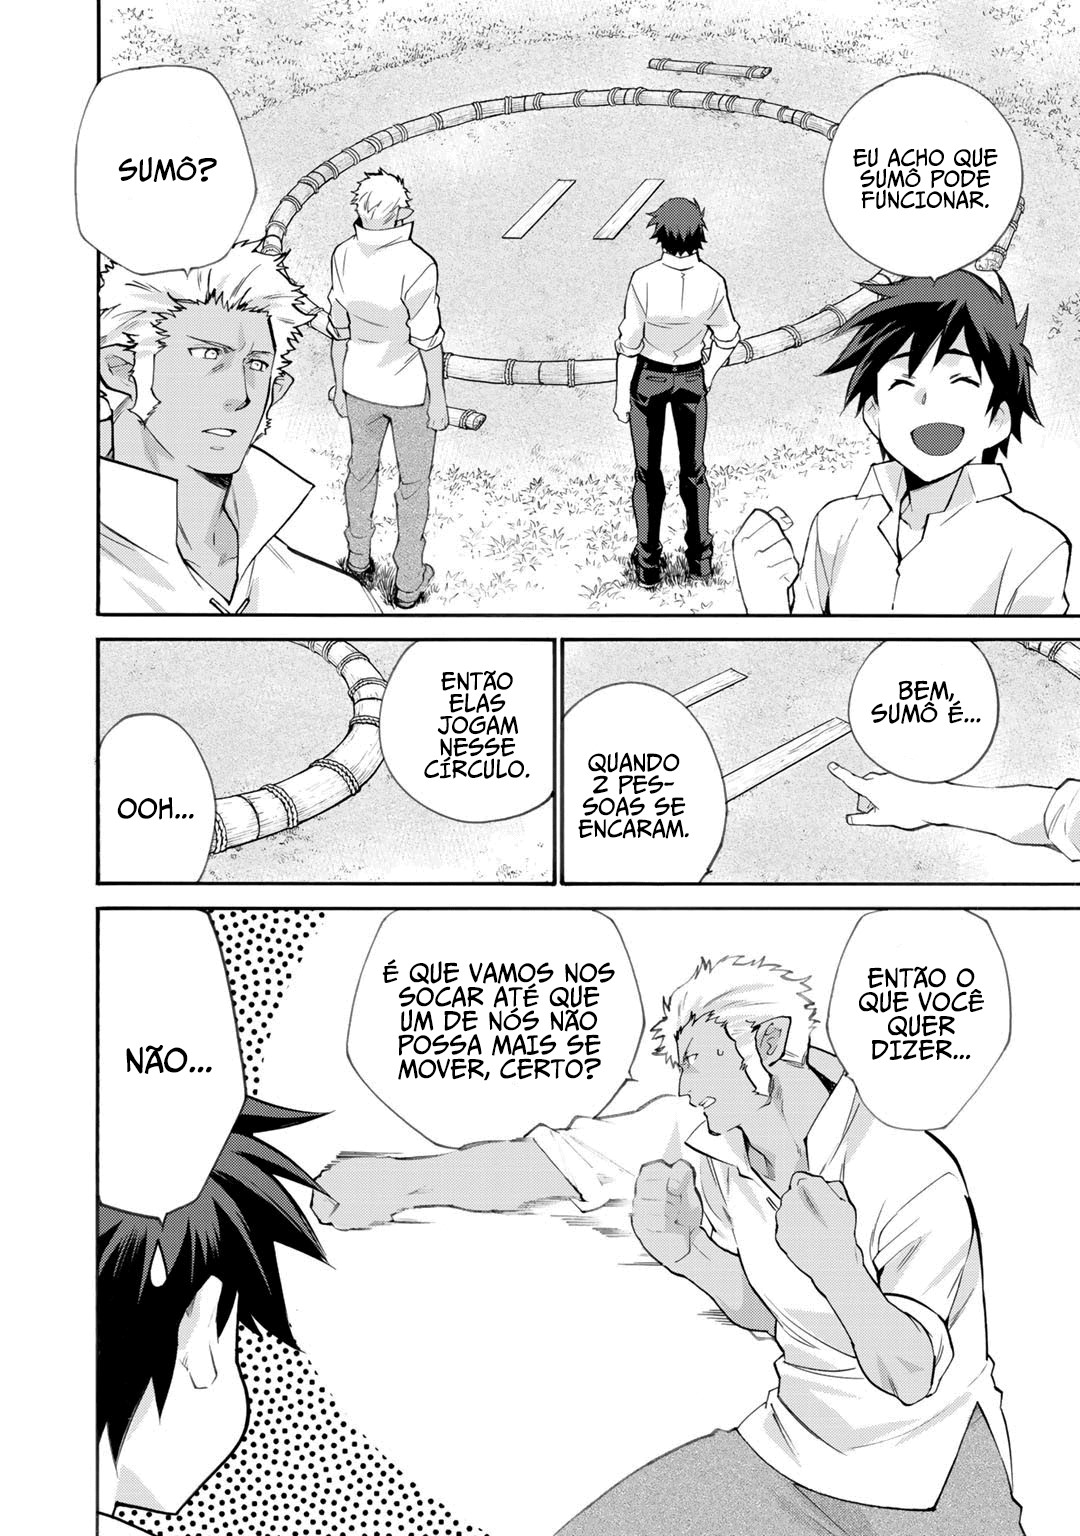 EU ACHO QUE
SUMÔ PODE
FUNCIONAR.
SUMÔ?
BEM,
SUMÔ É...
QUANDO
2 PES-
SOAS SE
ENCARAM.
ENTÃO
ELAS
JOGAM
NESSE
CÍRCULO.
OOH...
ENTÃO O
QUE VOCÊ
QUER
DIZER...
É QUE VAMOS NOS
SOCAR ATÉ QUE
UM DE NÓS NÃO
POSSA MAIS SE
MOVER, CERTO?
NÃO...